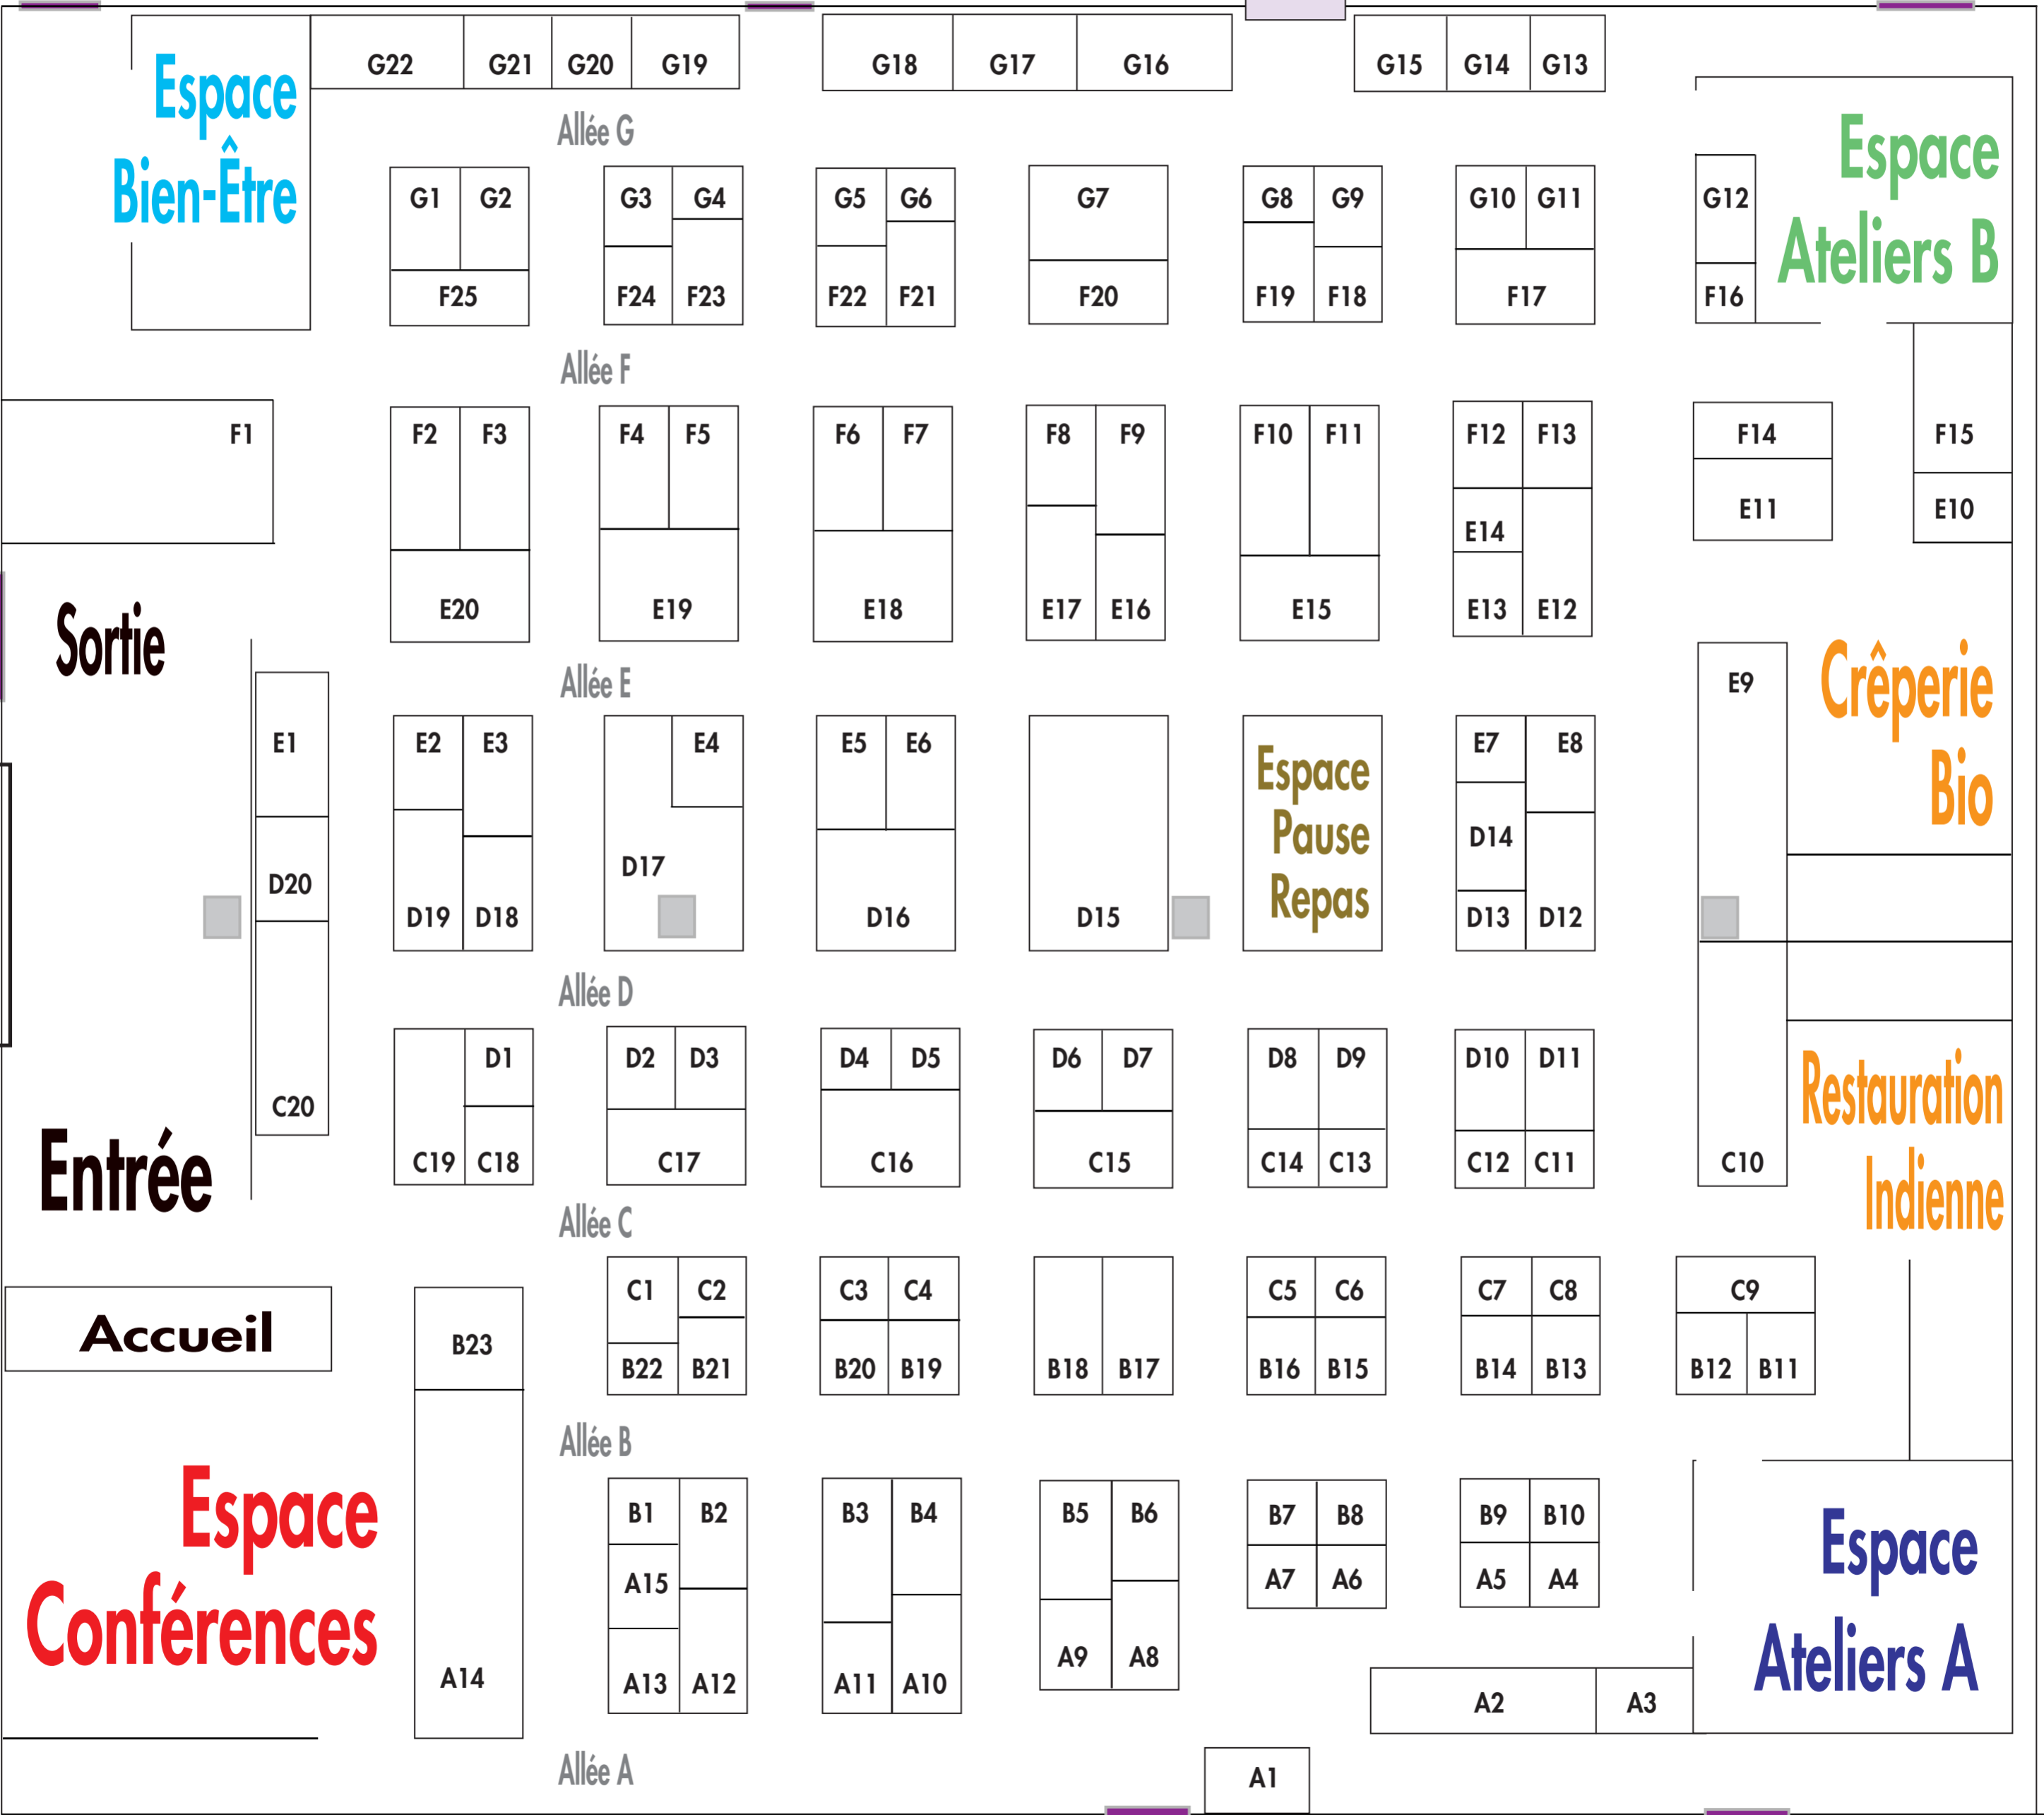 G22 G21 G20 G19 G18 G17 G16 G15 G14 G13
Espace
Bien-Être
Allée G
Espace
Ateliers B
G1 G2 G3 G4 G5 G6 G7 G8 G9 G10 G11 G12
F25 F24 F23 F22 F21 F20 F19 F18 F17 F16
Allée F
F1 F2 F3 F4 F5 F6 F7 F8 F9 F10 F11 F12 F13 F14 F15
E11 E10
E14
E20 E19 E18 E17 E16 E15 E13 E12
Sortie
Allée E
Crêperie
Bio
E9
E1 E2 E3 E4 E5 E6 E7 E8
Espace
Pause
Repas
D14
D17
D20
D19 D18 D16 D15 D13 D12
Allée D
D1 D2 D3 D4 D5 D6 D7 D8 D9 D10 D11
Restauration
Indienne
C20
C19 C18 C17 C16 C15 C14 C13 C12 C11 C10
Entrée
Allée C
C1 C2 C3 C4 C5 C6 C7 C8 C9
Accueil
B23
B22 B21 B20 B19 B18 B17 B16 B15 B14 B13 B12 B11
Allée B
Espace
Conférences
B1 B2 B3 B4 B5 B6 B7 B8 B9 B10
Espace
Ateliers A
A15 A7 A6 A5 A4
A9 A8
A14 A13 A12 A11 A10
A2 A3
Allée A
A1